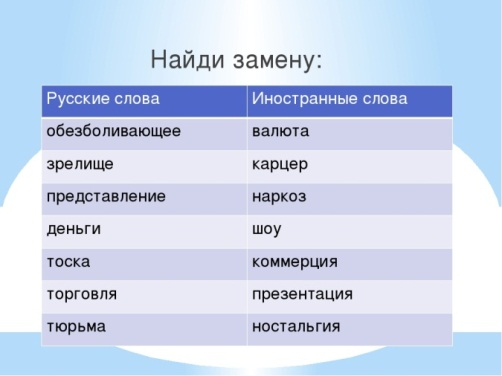 Найди замену:
Русские слова Иностранные слова
обезболивающее валюта
зрелище карцер
представление наркоз
деньги шоу
тоска коммерция
торговля презентация
тюрьма ностальгия